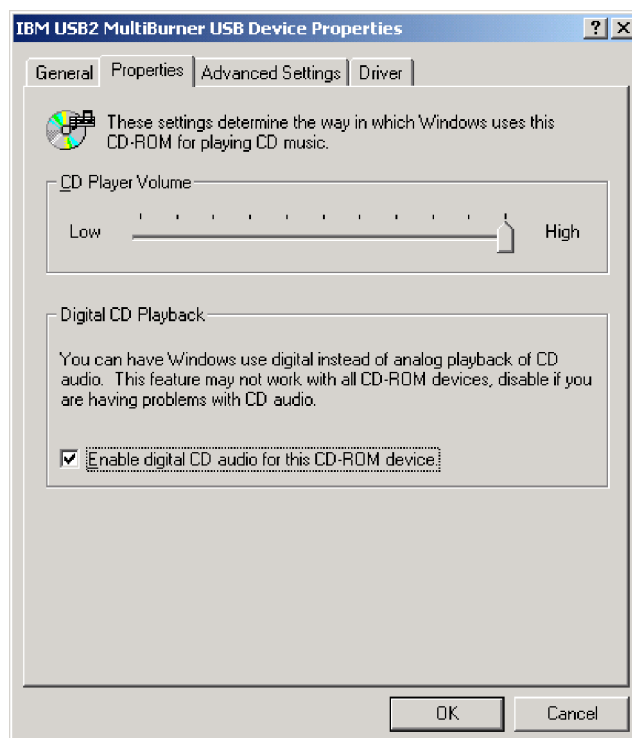 IBM USB2 MultiBurner USB Device Properties
General Properties Advanced Settings Driver
These settings determine the way in which Windows uses this
CD-ROM for playing CD music.
CD Player Volume
Low High
Digital CD Playback
You can have Windows use digital instead of analog playback of CD
audio. This feature may not work with all CD-ROM devices, disable if you
are having problems with CD audio.
Enable digital CD audio for this CD-ROM device.
OK Cancel